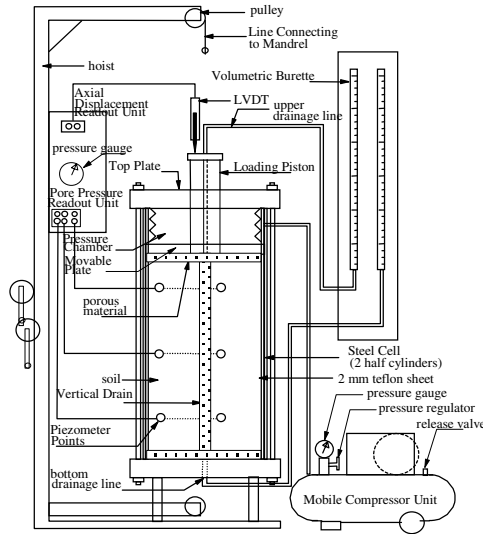 pulley
Line Connecting
to Mandrel
hoist
Volumetric Burette
Axial
Displacement
Readout Unit
LVDT
upper
drainage line
pressure gauge
Top Plate
Loading Piston
Pore Pressure
Readout Unit
Pressure
Chamber
Movable
Plate
porous
material
Steel Cell
(2 half cylinders)
soil
2 mm teflon sheet
Vertical Drain
pressure gauge
pressure regulator
release valve
Piezometer
Points
bottom
drainage line
Mobile Compressor Unit